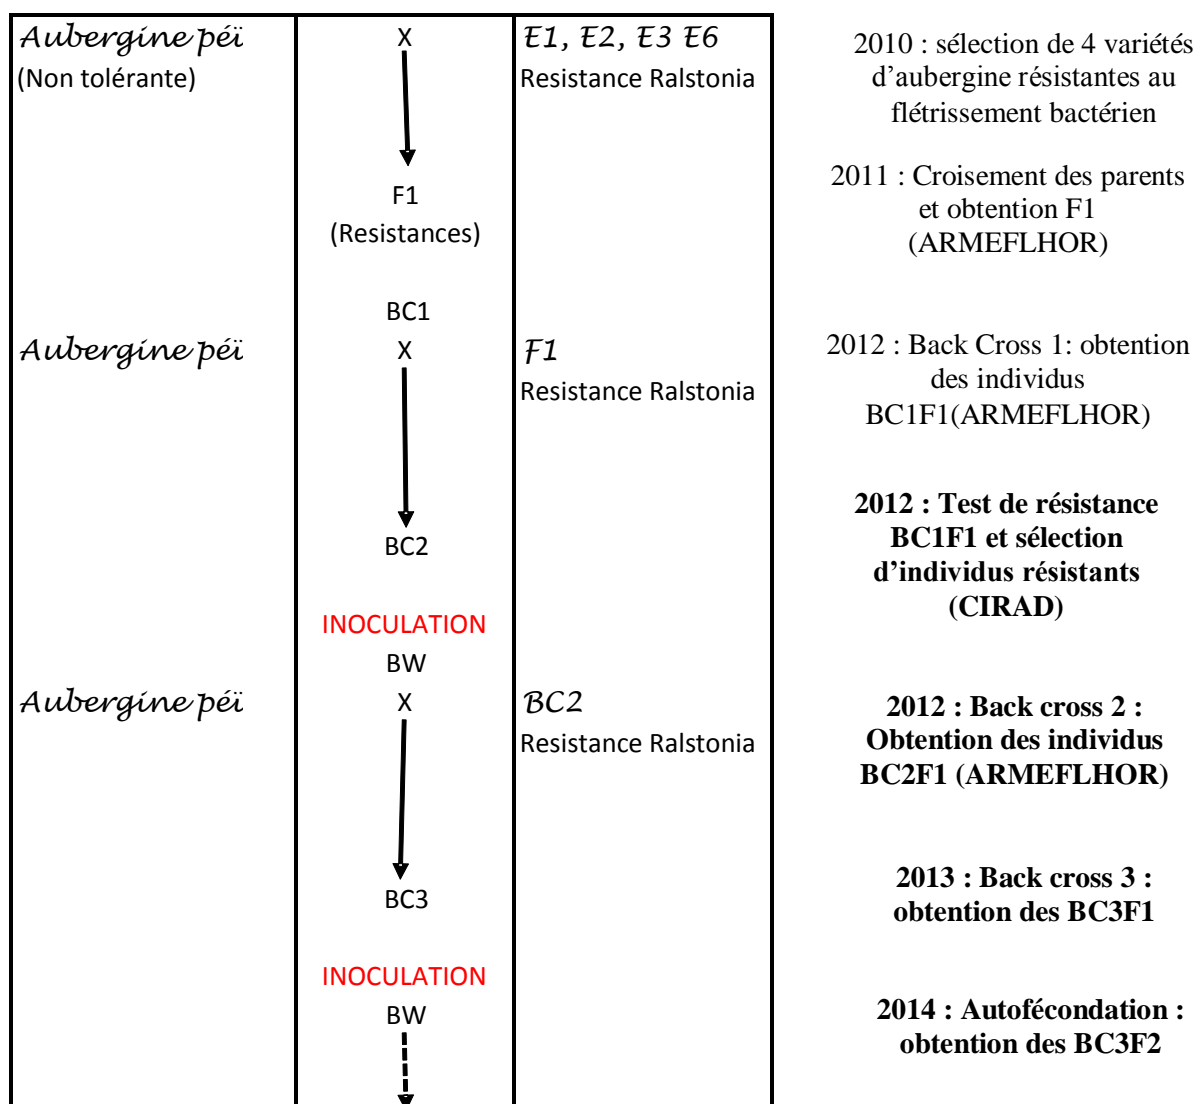 Aubergine péï X E1, E2, E3 E6
(Non tolérante) Resistance Ralstonia
F1
(Resistances)
BC1
Aubergine péï X F1
Resistance Ralstonia
BC2
INOCULATION
BW
Aubergine péï X BC2
Resistance Ralstonia
BC3
INOCULATION
BW
2010 : sélection de 4 variétés
d’aubergine résistantes au
flétrissement bactérien
2011 : Croisement des parents
et obtention F1
(ARMEFLHOR)
2012 : Back Cross 1: obtention
des individus
BC1F1(ARMEFLHOR)
2012 : Test de résistance
BC1F1 et sélection
d’individus résistants
(CIRAD)
2012 : Back cross 2 :
Obtention des individus
BC2F1 (ARMEFLHOR)
2013 : Back cross 3 :
obtention des BC3F1
2014 : Autofécondation :
obtention des BC3F2